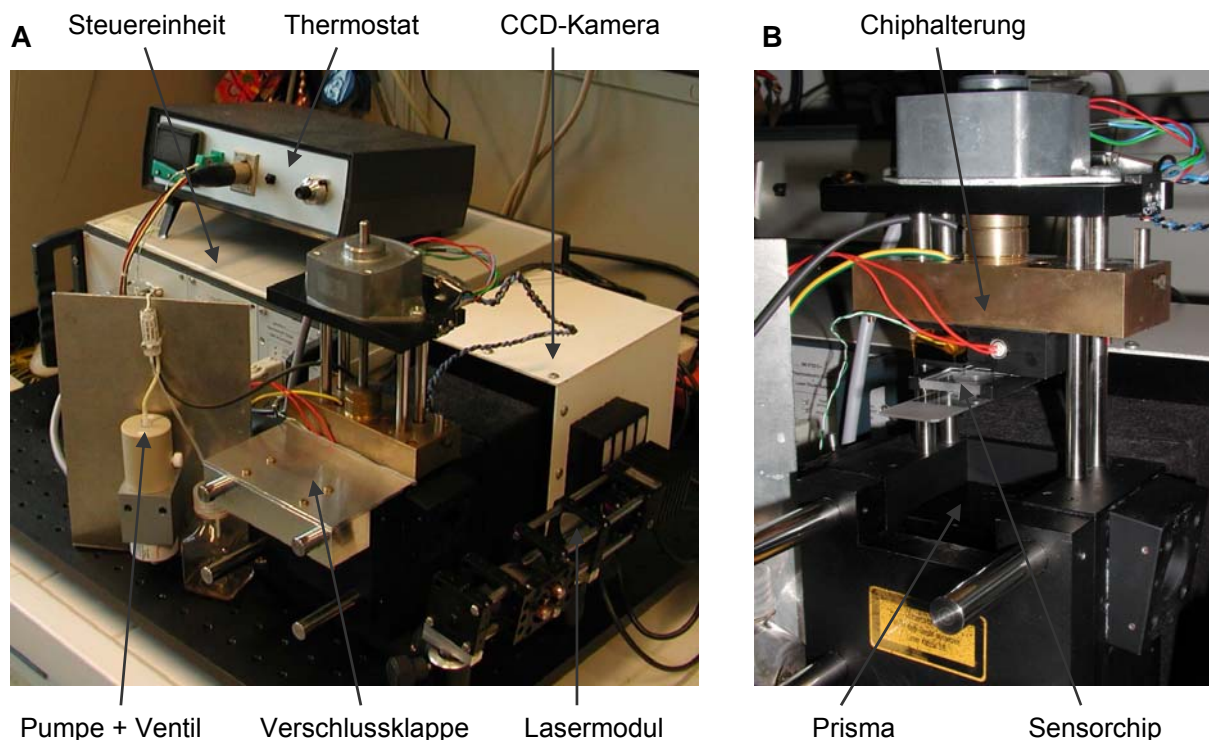 A
Steuereinheit
Thermostat
CCD-Kamera
B
Chiphalterung
Pumpe + Ventil
Verschlussklappe
Lasermodul
Prisma
Sensorchip